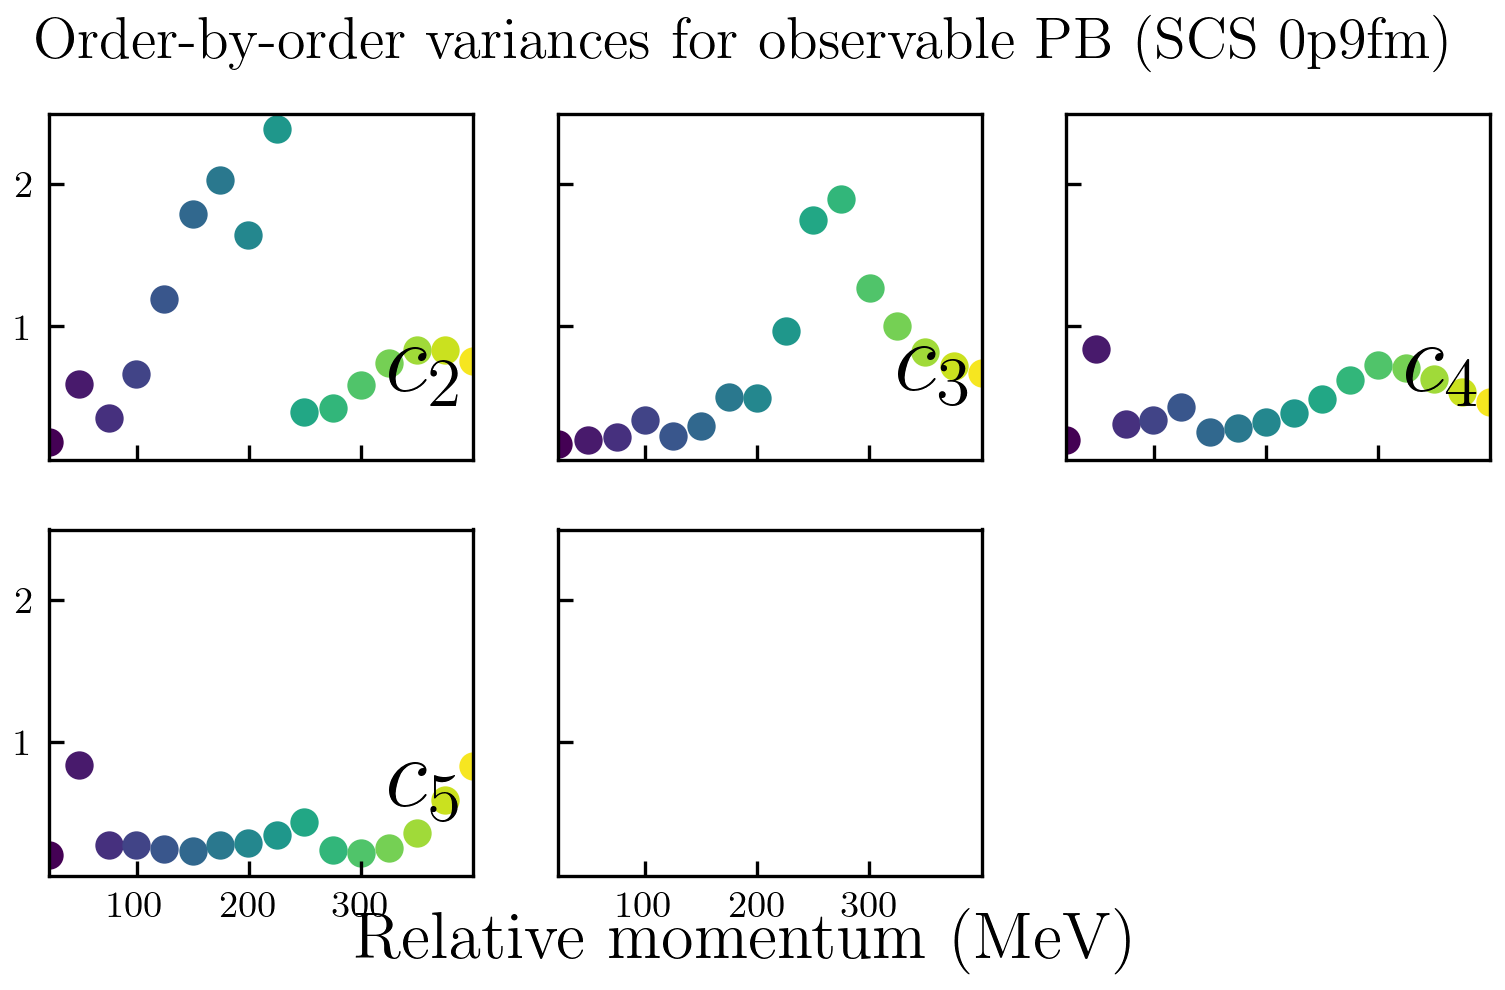 Order-by-order variances for observable PB (SCS 0p9fm)
2
1
c₂
c₃
c₄
2
1
c₅
100 200 300
100 200 300
Relative momentum (MeV)